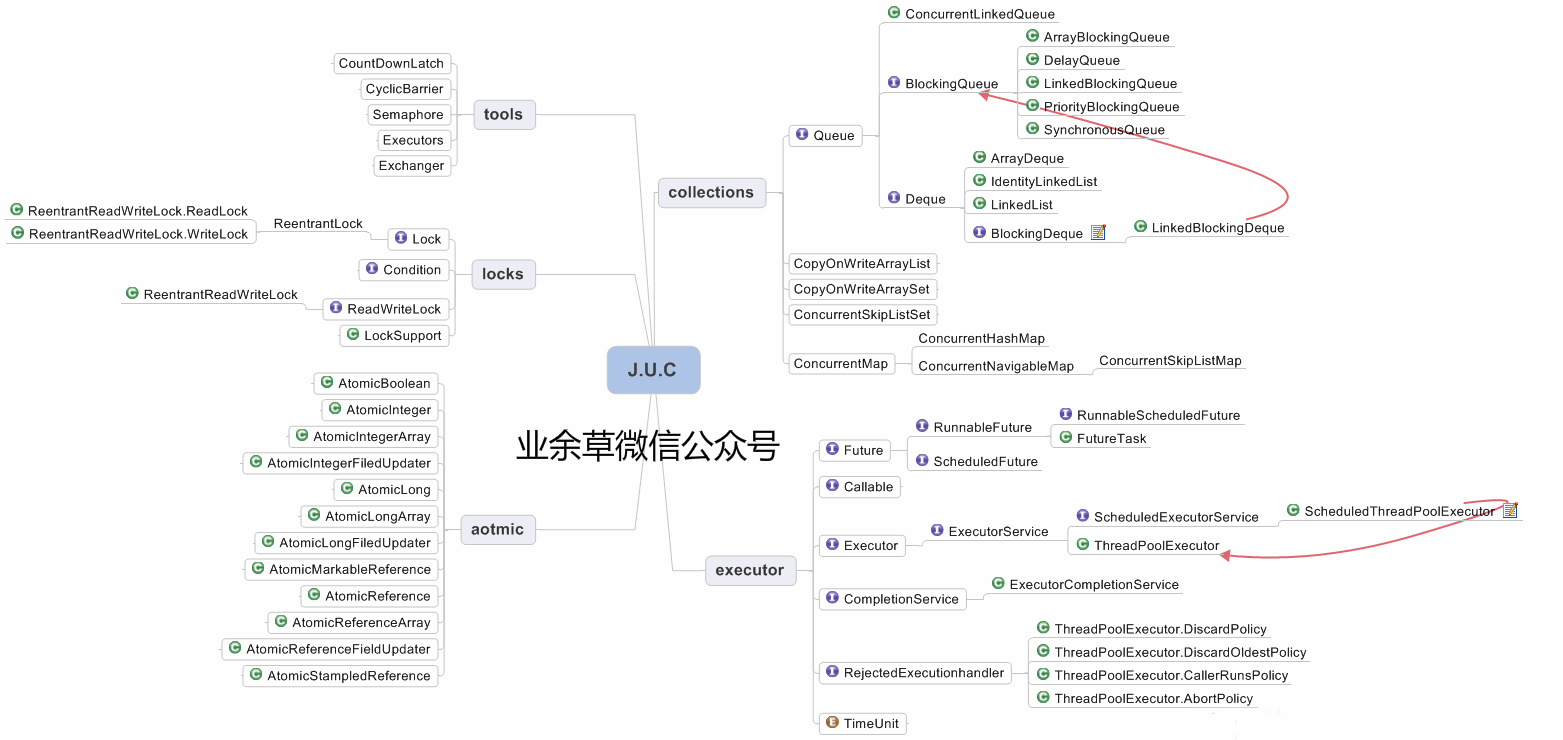 J.U.C
业余草微信公众号
tools
CountDownLatch
CyclicBarrier
Semaphore
Executors
Exchanger
locks
Lock
ReentrantLock
ReentrantReadWriteLock.ReadLock
ReentrantReadWriteLock.WriteLock
Condition
ReadWriteLock
ReentrantReadWriteLock
LockSupport
aotmic
AtomicBoolean
AtomicInteger
AtomicIntegerArray
AtomicIntegerFiledUpdater
AtomicLong
AtomicLongArray
AtomicLongFiledUpdater
AtomicMarkableReference
AtomicReference
AtomicReferenceArray
AtomicReferenceFieldUpdater
AtomicStampedReference
collections
Queue
ConcurrentLinkedQueue
BlockingQueue
ArrayBlockingQueue
DelayQueue
LinkedBlockingQueue
PriorityBlockingQueue
SynchronousQueue
Deque
ArrayDeque
IdentityLinkedList
LinkedList
BlockingDeque
LinkedBlockingDeque
CopyOnWriteArrayList
CopyOnWriteArraySet
ConcurrentSkipListSet
ConcurrentMap
ConcurrentHashMap
ConcurrentNavigableMap
ConcurrentSkipListMap
executor
Future
RunnableFuture
RunnableScheduledFuture
FutureTask
ScheduledFuture
Callable
Executor
ExecutorService
ScheduledExecutorService
ScheduledThreadPoolExecutor
ThreadPoolExecutor
CompletionService
ExecutorCompletionService
RejectedExecutionhandler
ThreadPoolExecutor.DiscardPolicy
ThreadPoolExecutor.DiscardOldestPolicy
ThreadPoolExecutor.CallerRunsPolicy
ThreadPoolExecutor.AbortPolicy
TimeUnit